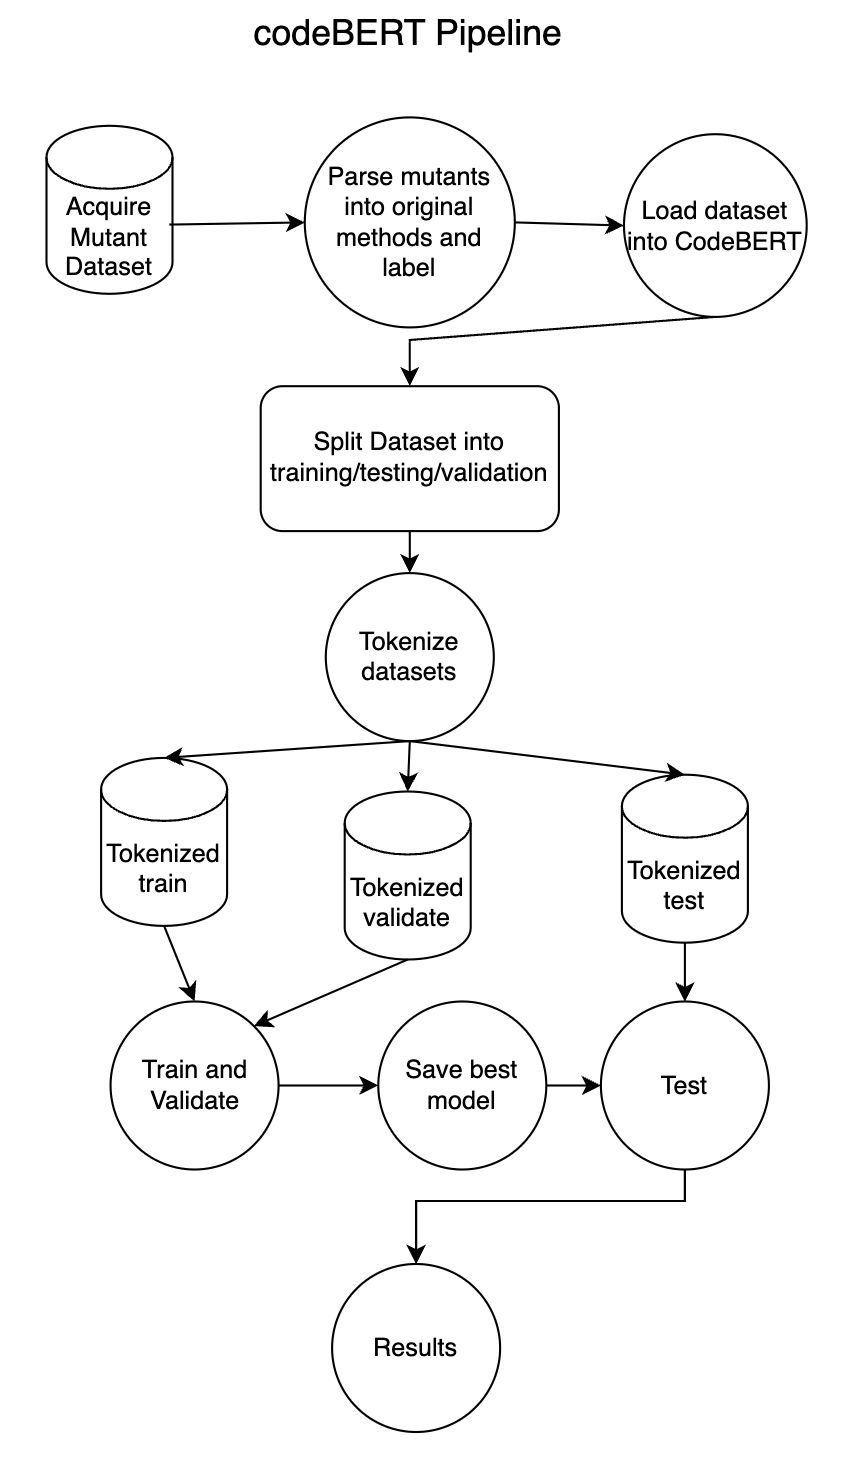 codeBERT Pipeline
Acquire
Mutant
Dataset
Parse mutants
into original
methods and
label
Load dataset
into CodeBERT
Split Dataset into
training/testing/validation
Tokenize
datasets
Tokenized
train
Tokenized
validate
Tokenized
test
Train and
Validate
Save best
model
Test
Results